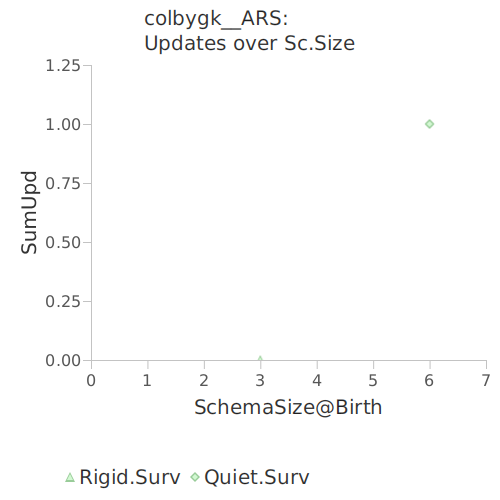 colbygk__ARS:
Updates over Sc.Size
1.25
1.00
0.75
0.50
0.25
0.00
SumUpd
0 1 2 3 4 5 6 7
SchemaSize@Birth
Rigid.Surv Quiet.Surv